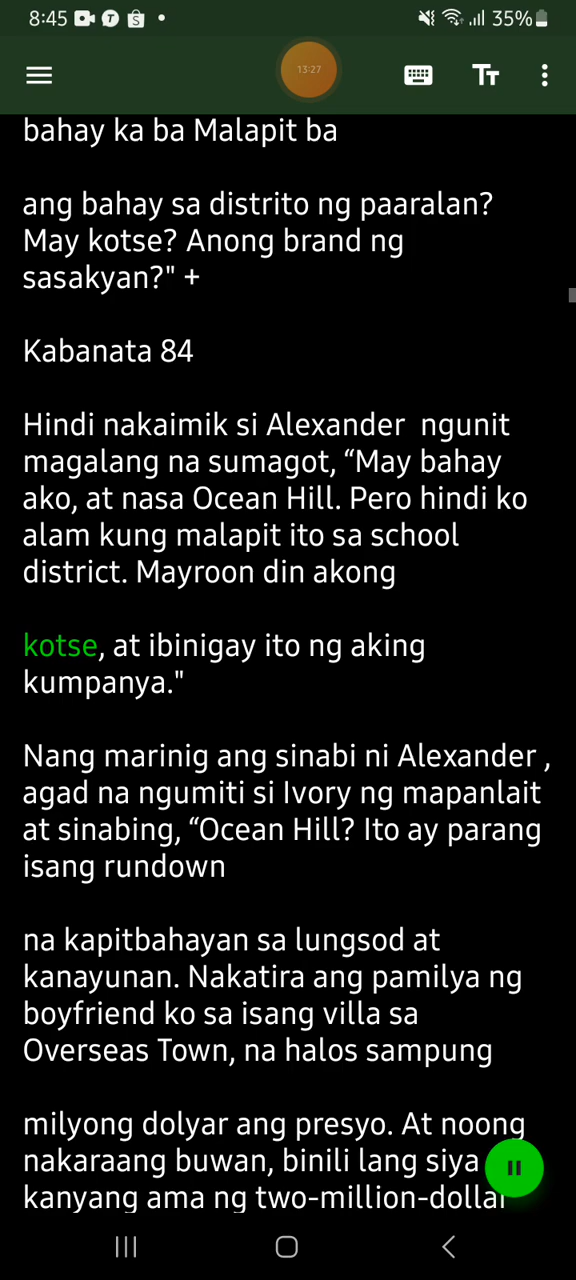 8:45
35%
13:27
bahay ka ba Malapit ba
ang bahay sa distrito ng paaralan?
May kotse? Anong brand ng
sasakyan?" +
Kabanata 84
Hindi nakaimik si Alexander  ngunit
magalang na sumagot, “May bahay
ako, at nasa Ocean Hill. Pero hindi ko
alam kung malapit ito sa school
district. Mayroon din akong
kotse, at ibinigay ito ng aking
kumpanya."
Nang marinig ang sinabi ni Alexander ,
agad na ngumiti si Ivory ng mapanlait
at sinabing, “Ocean Hill? Ito ay parang
isang rundown
na kapitbahayan sa lungsod at
kanayunan. Nakatira ang pamilya ng
boyfriend ko sa isang villa sa
Overseas Town, na halos sampung
milyong dolyar ang presyo. At noong
nakaraang buwan, binili lang siya
kanyang ama ng two-million-dollar